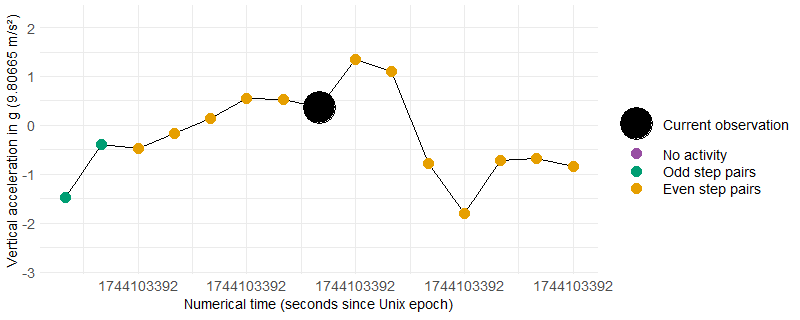 Vertical acceleration in g (9.80665 m/s²)
2
1
0
-1
-2
-3
1744103392 1744103392 1744103392 1744103392 1744103392
Numerical time (seconds since Unix epoch)
Current observation
No activity
Odd step pairs
Even step pairs